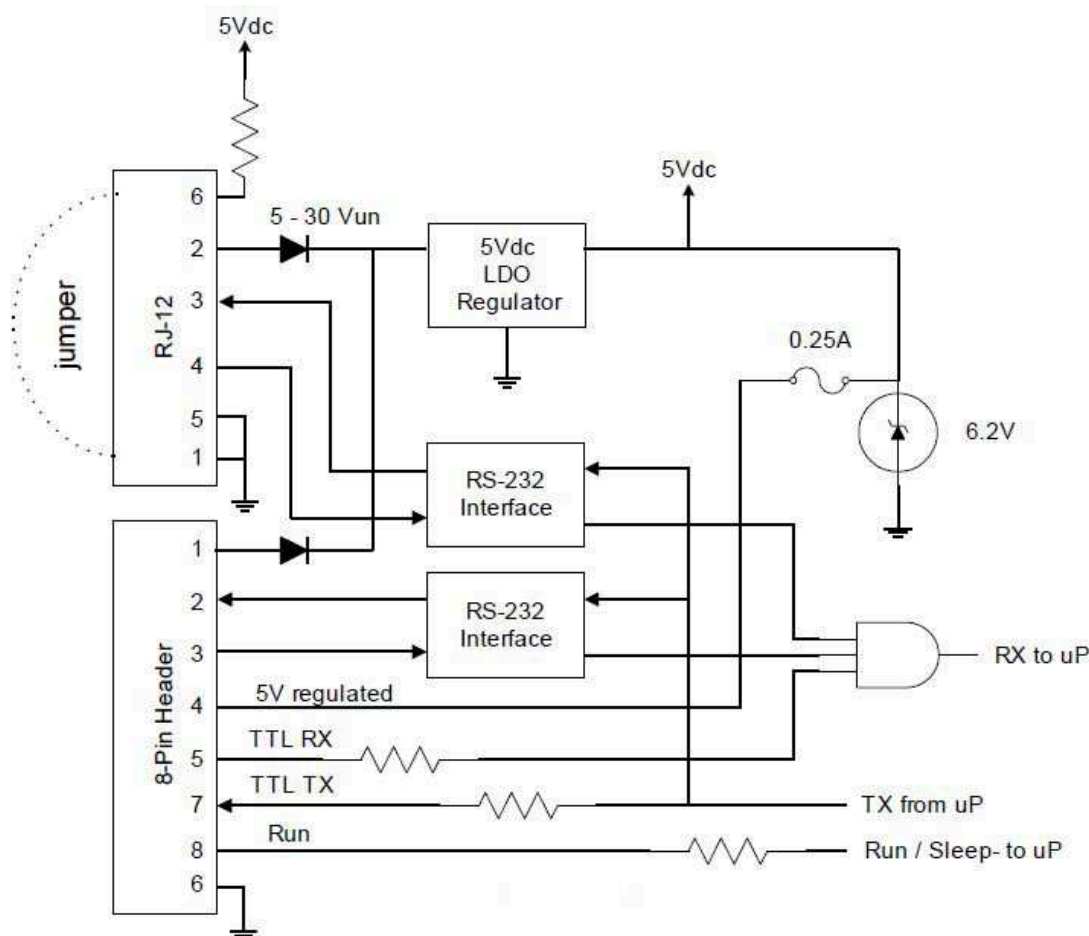 5Vdc
6
5 - 30 Vun
2
3
4
5
1
RJ-12
jumper
5Vdc
LDO
Regulator
5Vdc
0.25A
6.2V
RS-232
Interface
RS-232
Interface
1
2
3
4
5
7
8
6
8-Pin Header
5V regulated
TTL RX
TTL TX
Run
RX to uP
TX from uP
Run / Sleep- to uP